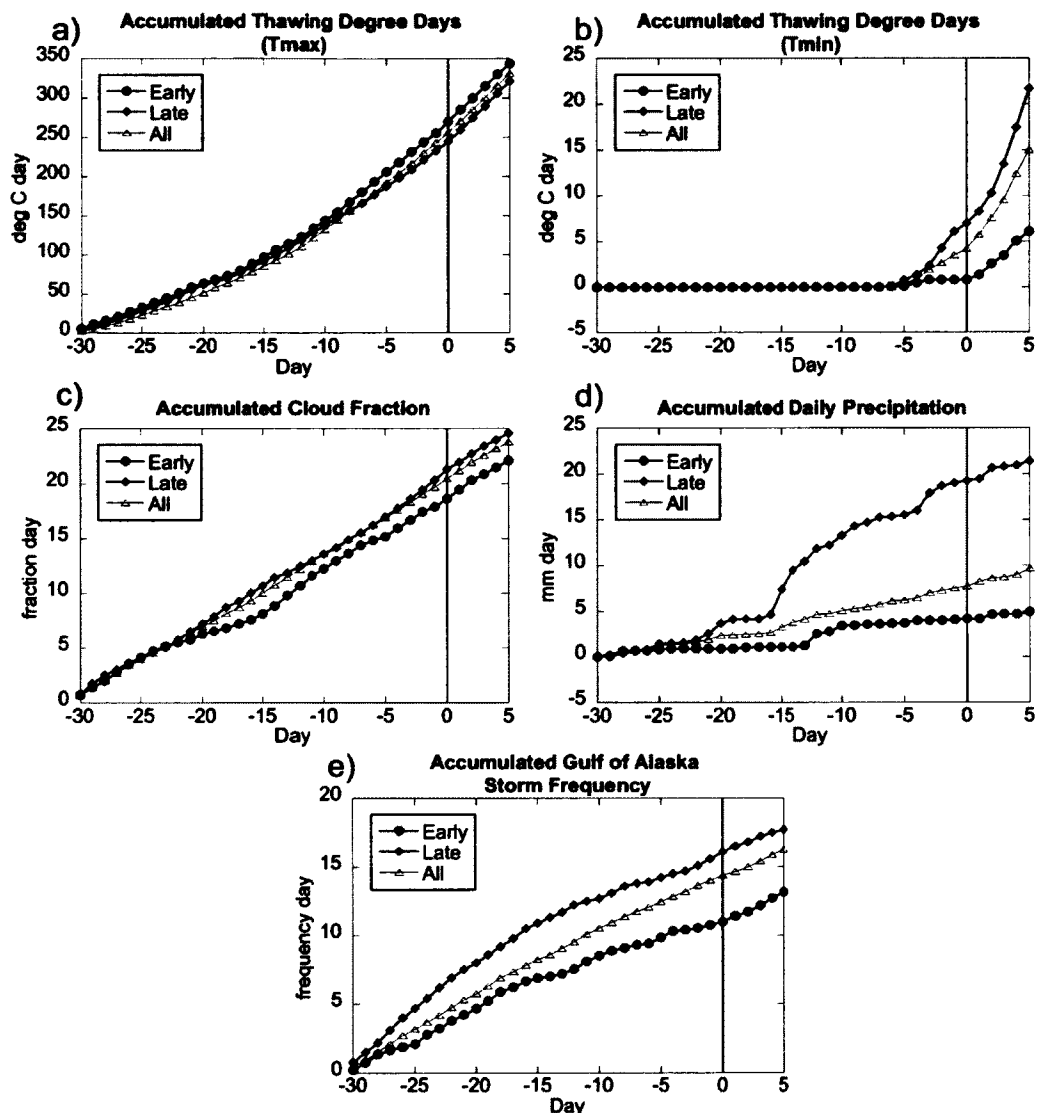 a)
Accumulated Thawing Degree Days
(Tmax)
350
300
250
200
150
100
50
0
deg C day
Early
Late
All
-30 -25 -20 -15 -10 -5 0 5
Day
b)
Accumulated Thawing Degree Days
(Tmin)
25
20
15
10
5
0
-5
deg C day
Early
Late
All
-30 -25 -20 -15 -10 -5 0 5
Day
c)
Accumulated Cloud Fraction
25
20
15
10
5
0
fraction day
Early
Late
All
-30 -25 -20 -15 -10 -5 0 5
Day
d)
Accumulated Daily Precipitation
25
20
15
10
5
0
-5
mm day
Early
Late
All
-30 -25 -20 -15 -10 -5 0 5
Day
e)
Accumulated Gulf of Alaska
Storm Frequency
20
15
10
5
0
frequency day
Early
Late
All
-30 -25 -20 -15 -10 -5 0 5
Day